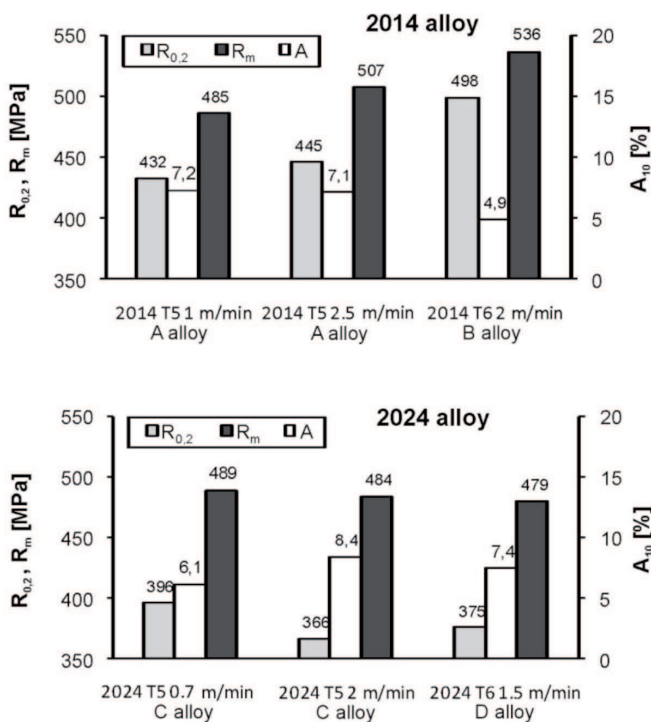 2014 alloy
R0,2 Rm A
550
500
450
400
350
R0,2 , Rm [MPa]
432
7,2
485
445
7,1
507
498
4,9
536
20
15
10
5
0
A10 [%]
2014 T5 1 m/min
A alloy
2014 T5 2.5 m/min
A alloy
2014 T6 2 m/min
B alloy
2024 alloy
R0,2 Rm A
550
500
450
400
350
R0,2 , Rm [MPa]
396
6,1
489
366
8,4
484
375
7,4
479
20
15
10
5
0
A10 [%]
2024 T5 0.7 m/min
C alloy
2024 T5 2 m/min
C alloy
2024 T6 1.5 m/min
D alloy